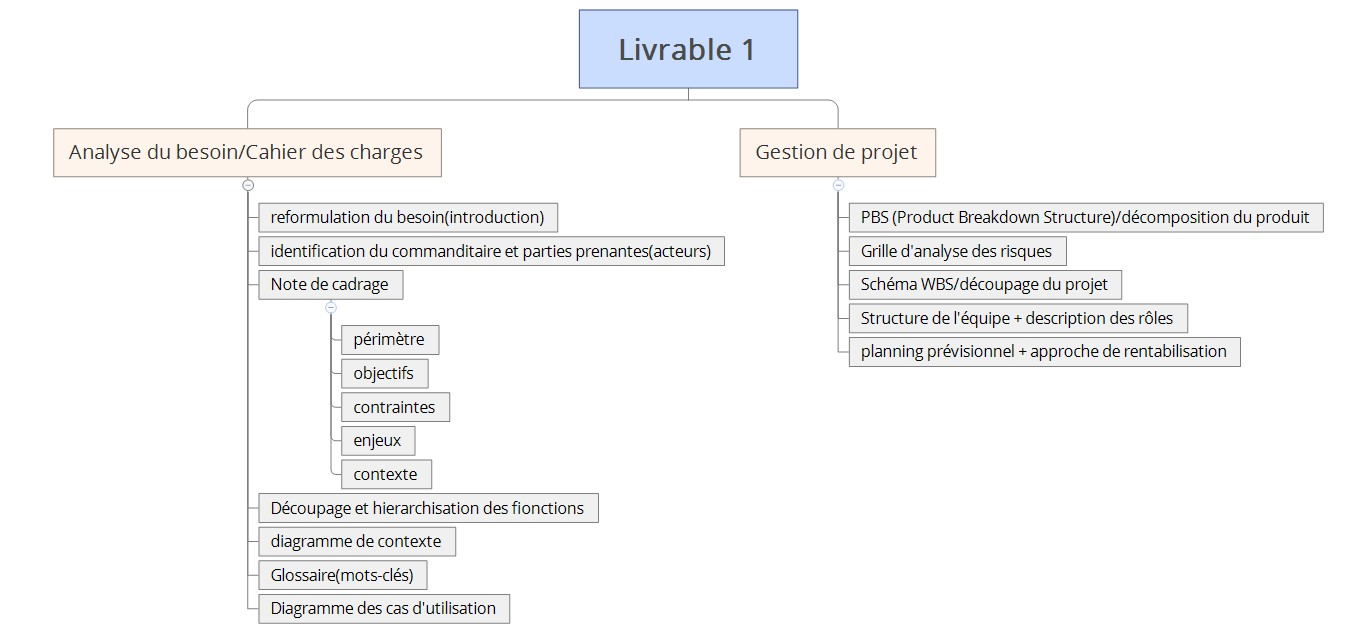 Livrable 1
Analyse du besoin/Cahier des charges
reformulation du besoin(introduction)
identification du commanditaire et parties prenantes(acteurs)
Note de cadrage
périmètre
objectifs
contraintes
enjeux
contexte
Découpage et hierarchisation des fionctions
diagramme de contexte
Glossaire(mots-clés)
Diagramme des cas d'utilisation
Gestion de projet
PBS (Product Breakdown Structure)/décomposition du produit
Grille d'analyse des risques
Schéma WBS/découpage du projet
Structure de l'équipe + description des rôles
planning prévisionnel + approche de rentabilisation